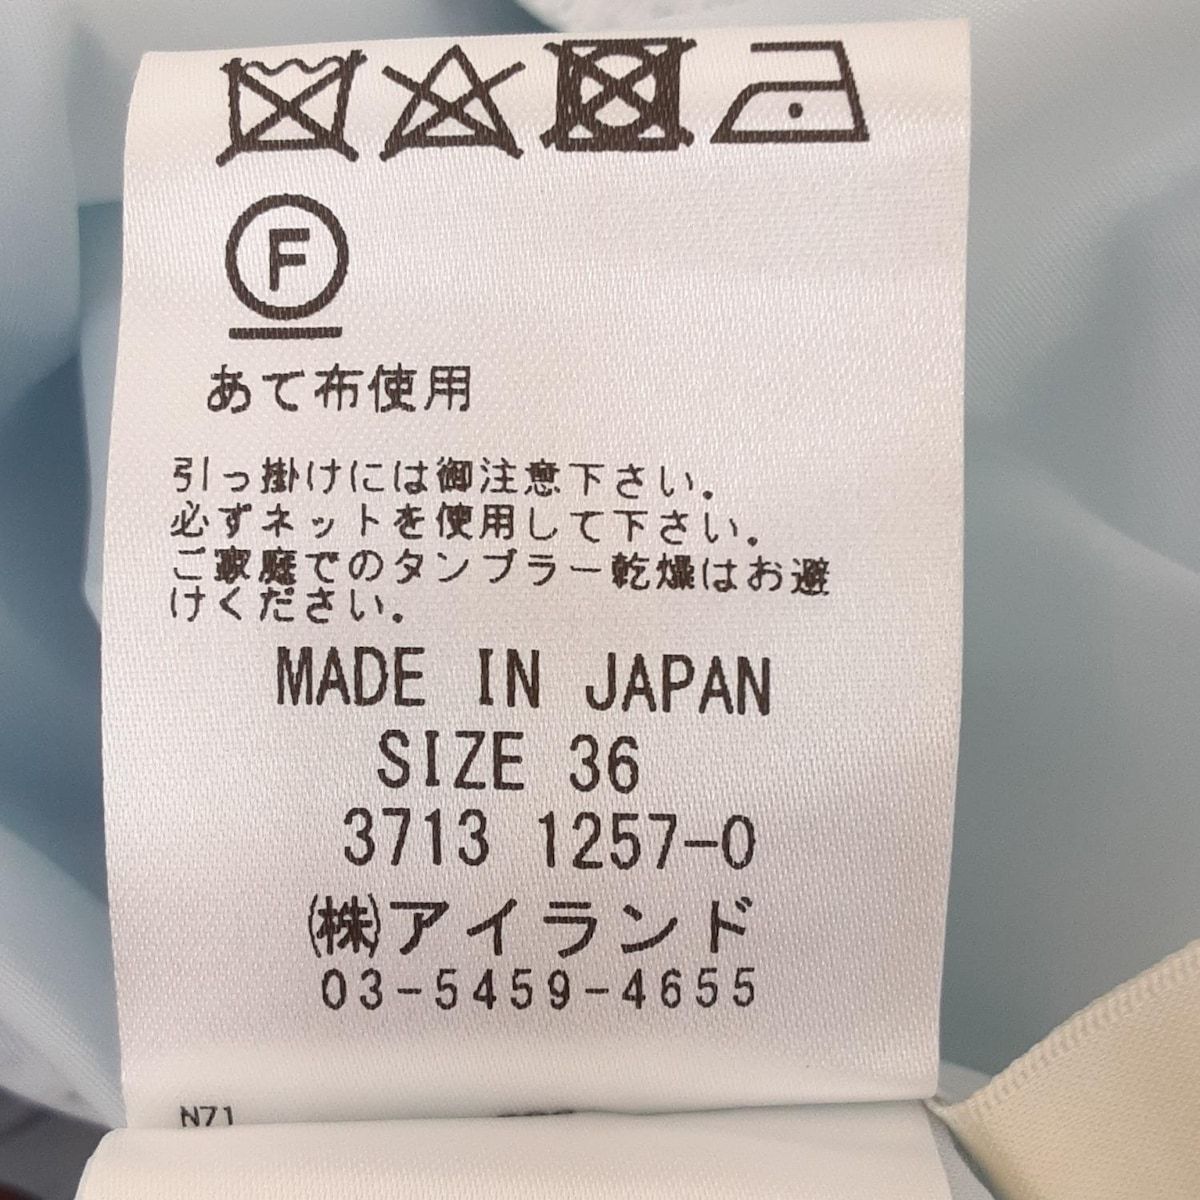 F
あて布使用
引っ掛けには御注意下さい.
必ずネットを使用して下さい.
ご家庭でのタンブラー乾燥はお避
けください.
MADE IN JAPAN
SIZE 36
3713 1257-0
(株)アイランド
03-5459-4655
N71